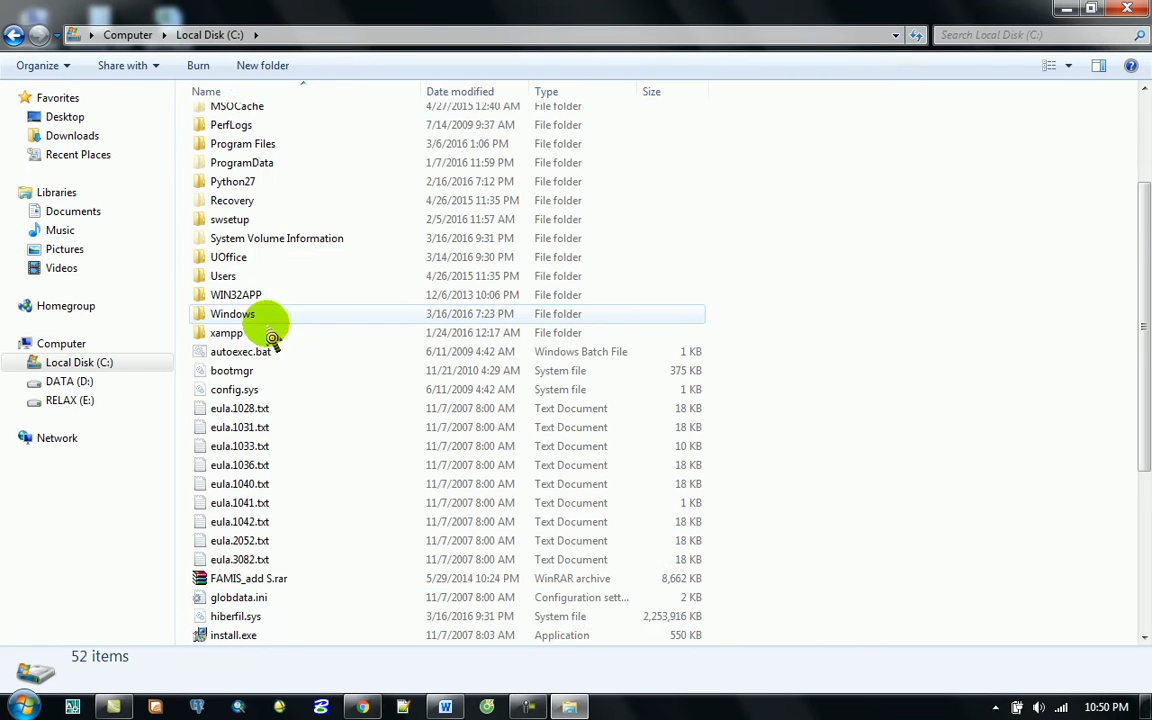 Computer Local Disk (C:) Search Local Disk (C:)
Organize Share with Burn New folder
Name Date modified Type Size
Favorites
Desktop
Downloads
Recent Places
Libraries
Documents
Music
Pictures
Videos
Homegroup
Computer
Local Disk (C:)
DATA (D:)
RELAX (E:)
Network
MSOCache 4/27/2015 12:40 AM File folder
PerfLogs 7/14/2009 9:37 AM File folder
Program Files 3/6/2016 1:06 PM File folder
ProgramData 1/7/2016 11:59 PM File folder
Python27 2/16/2016 7:12 PM File folder
Recovery 4/26/2015 11:35 PM File folder
swsetup 2/5/2016 11:57 AM File folder
System Volume Information 3/16/2016 9:31 PM File folder
UOffice 3/14/2016 9:30 PM File folder
Users 4/26/2015 11:35 PM File folder
WIN32APP 12/6/2013 10:06 PM File folder
Windows 3/16/2016 7:23 PM File folder
xampp 1/24/2016 12:17 AM File folder
autoexec.bat 6/11/2009 4:42 AM Windows Batch File 1 KB
bootmgr 11/21/2010 4:29 AM System file 375 KB
config.sys 6/11/2009 4:42 AM System file 1 KB
eula.1028.txt 11/7/2007 8:00 AM Text Document 18 KB
eula.1031.txt 11/7/2007 8:00 AM Text Document 18 KB
eula.1033.txt 11/7/2007 8:00 AM Text Document 10 KB
eula.1036.txt 11/7/2007 8:00 AM Text Document 18 KB
eula.1040.txt 11/7/2007 8:00 AM Text Document 18 KB
eula.1041.txt 11/7/2007 8:00 AM Text Document 1 KB
eula.1042.txt 11/7/2007 8:00 AM Text Document 18 KB
eula.2052.txt 11/7/2007 8:00 AM Text Document 18 KB
eula.3082.txt 11/7/2007 8:00 AM Text Document 18 KB
FAMIS_add S.rar 5/29/2014 10:24 PM WinRAR archive 8,662 KB
globdata.ini 11/7/2007 8:00 AM Configuration sett... 2 KB
hiberfil.sys 3/16/2016 9:31 PM System file 2,253,916 KB
install.exe 11/7/2007 8:03 AM Application 550 KB
52 items
10:50 PM